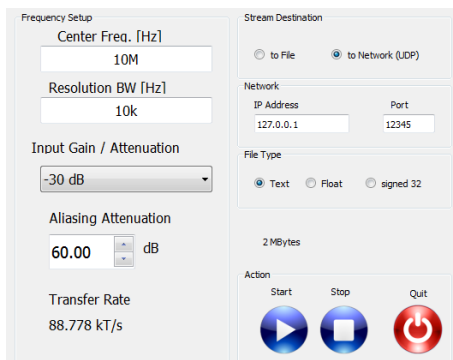 Frequency Setup
Center Freq. [Hz]
10M
Resolution BW [Hz]
10k
Input Gain / Attenuation
-30 dB
Aliasing Attenuation
60.00 dB
Transfer Rate
88.778 kT/s
Stream Destination
to File to Network (UDP)
Network
IP Address Port
127.0.0.1 12345
File Type
Text Float signed 32
2 MBytes
Action
Start Stop Quit